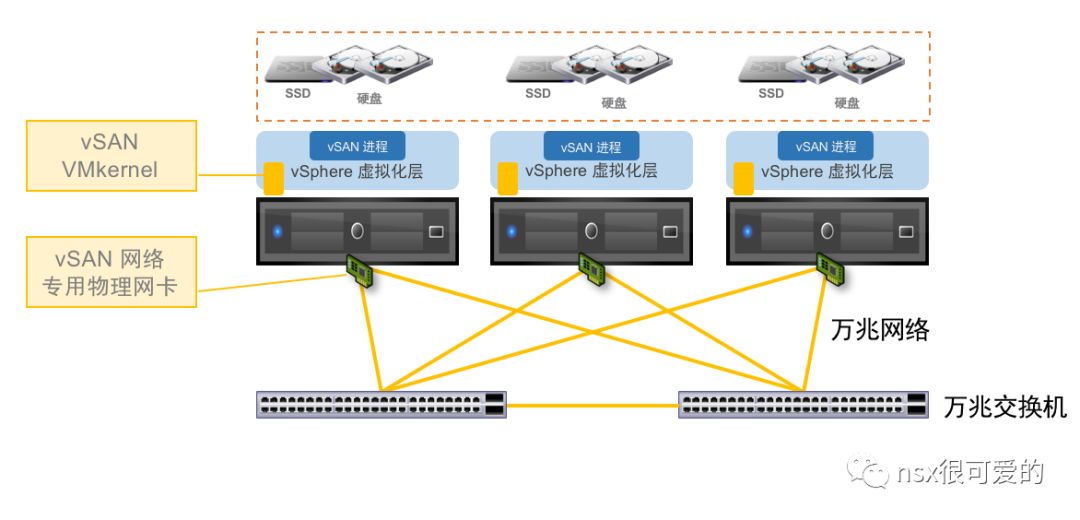 SSD
硬盘
SSD
硬盘
SSD
硬盘
vSAN
VMkernel
vSAN 进程
vSphere 虚拟化层
vSAN 进程
vSphere 虚拟化层
vSAN 进程
vSphere 虚拟化层
vSAN 网络
专用物理网卡
万兆网络
万兆交换机
nsx很可爱的